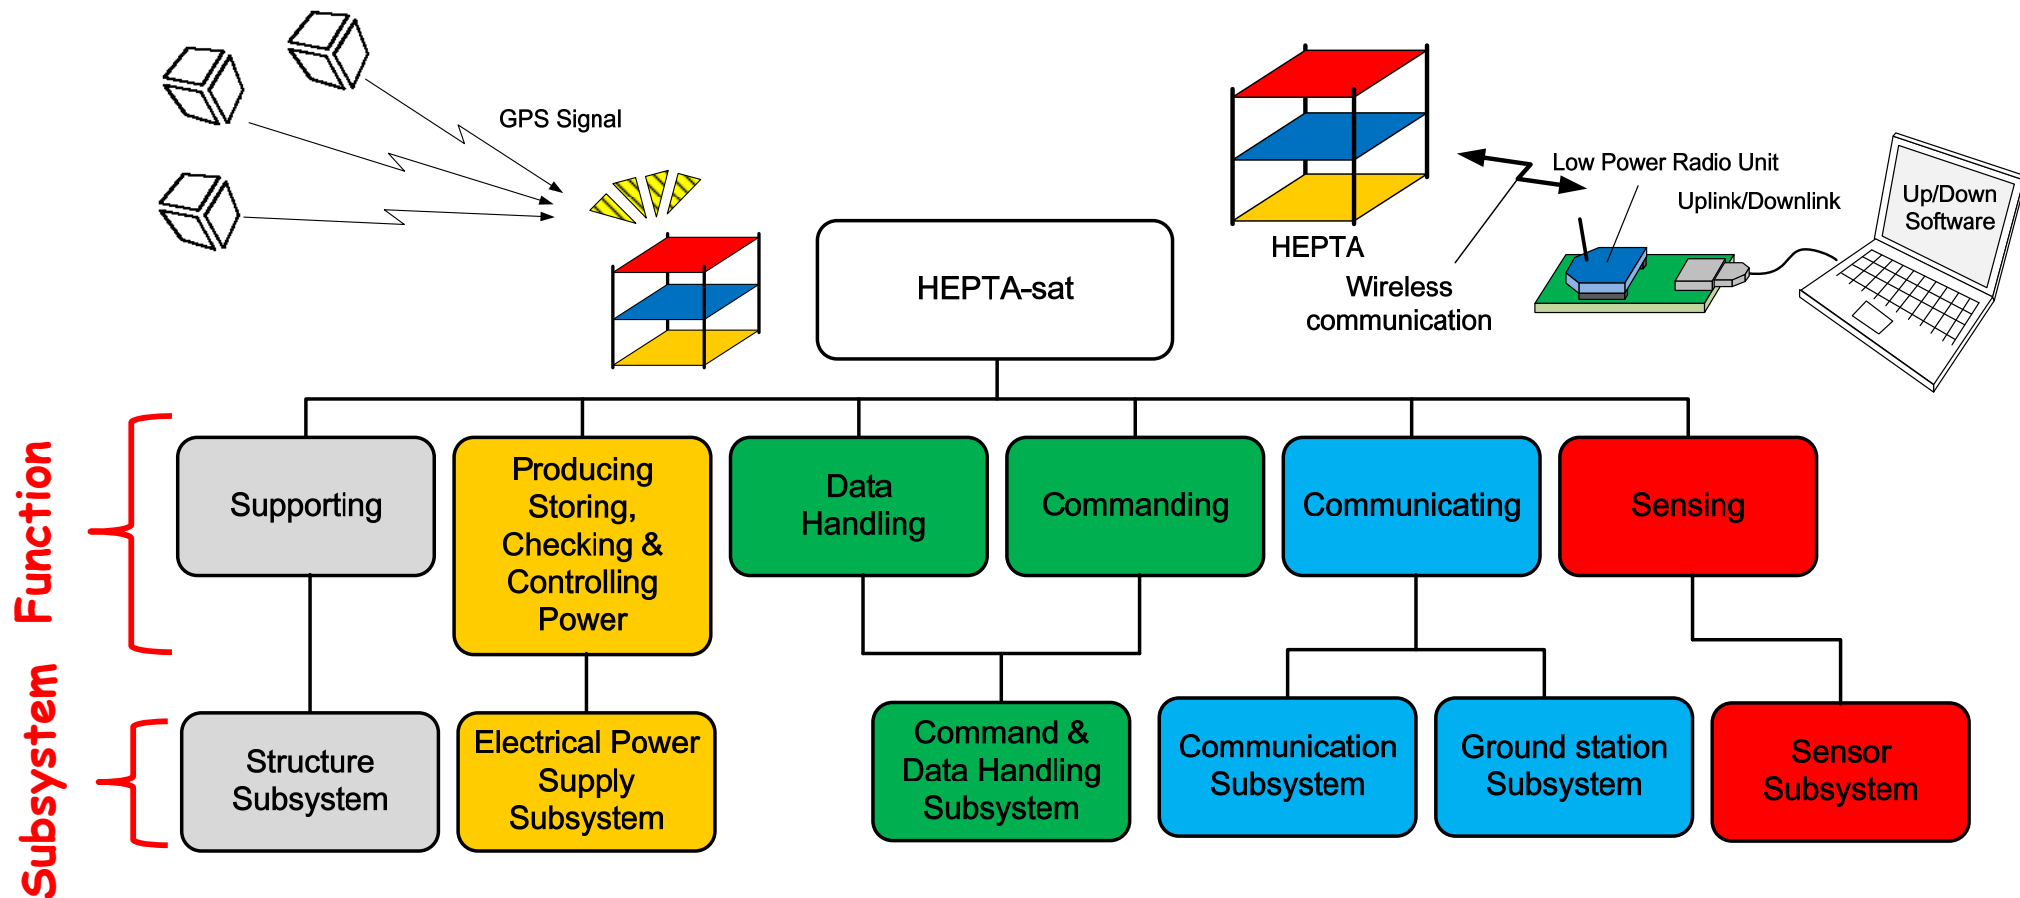 GPS Signal
Low Power Radio Unit
Uplink/Downlink
Up/Down
Software
HEPTA
Wireless
communication
HEPTA-sat
Function
Supporting
Producing
Storing,
Checking &
Controlling
Power
Data
Handling
Commanding
Communicating
Sensing
Subsystem
Structure
Subsystem
Electrical Power
Supply
Subsystem
Command &
Data Handling
Subsystem
Communication
Subsystem
Ground station
Subsystem
Sensor
Subsystem